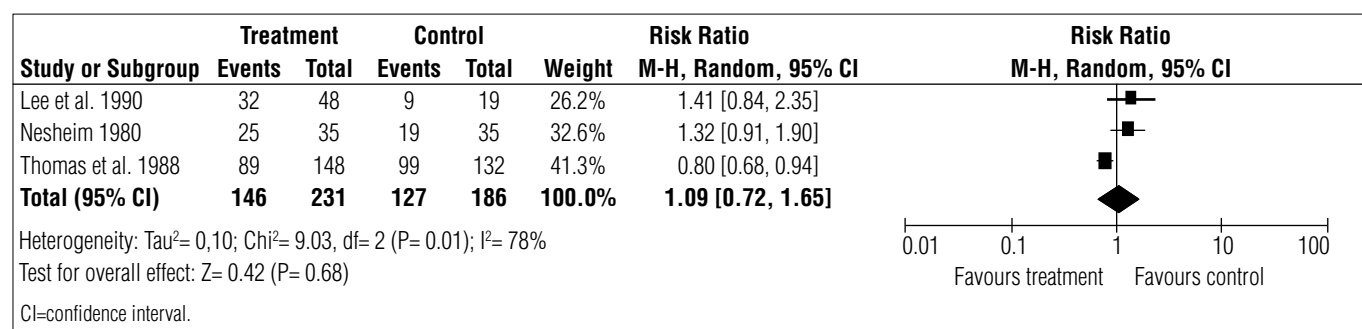 Treatment Control Risk Ratio Risk Ratio
Study or Subgroup Events Total Events Total Weight M-H, Random, 95% CI M-H, Random, 95% CI
Lee et al. 1990 32 48 9 19 26.2% 1.41 [0.84, 2.35]
Nesheim 1980 25 35 19 35 32.6% 1.32 [0.91, 1.90]
Thomas et al. 1988 89 148 99 132 41.3% 0.80 [0.68, 0.94]
Total (95% CI) 146 231 127 186 100.0% 1.09 [0.72, 1.65]
Heterogeneity: Tau²= 0,10; Chi²= 9.03, df= 2 (P= 0.01); I²= 78%
0.01 0.1 1 10 100
Test for overall effect: Z= 0.42 (P= 0.68)
Favours treatment Favours control
CI=confidence interval.